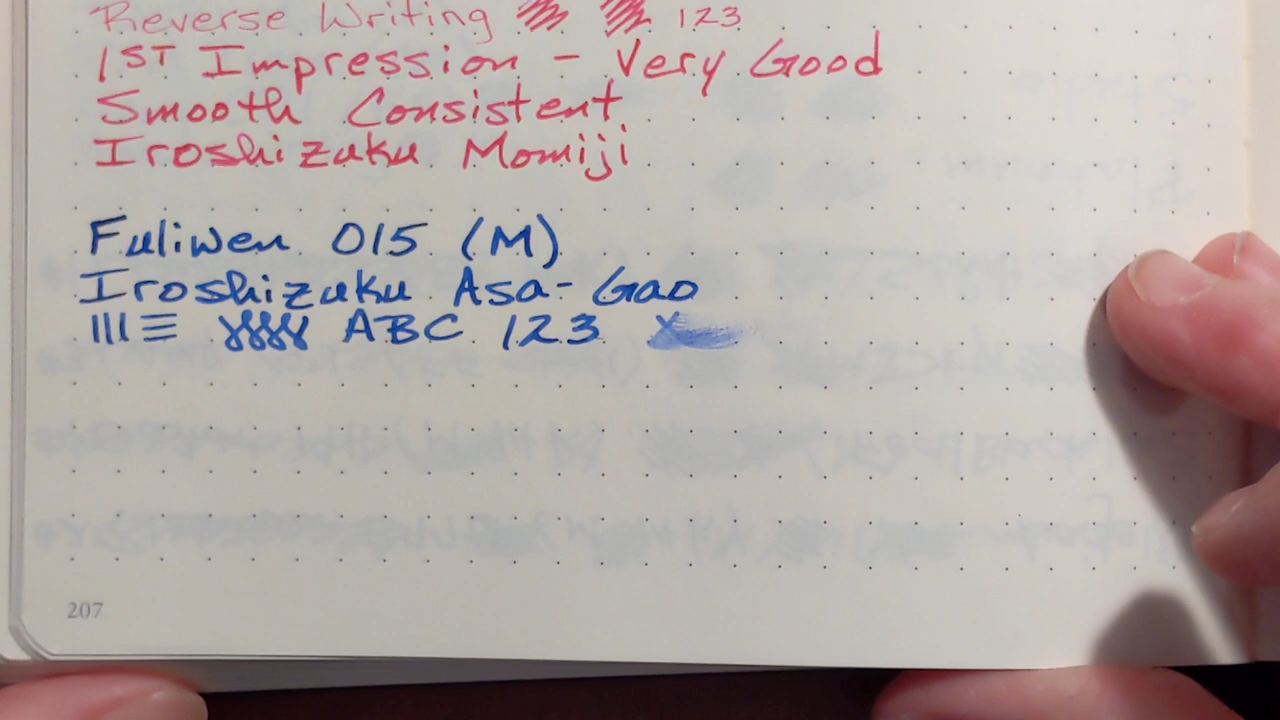 Reverse Writing 123
1ST Impression - Very Good
Smooth Consistent
Iroshizuku Momiji
Fuliwen 015 (M)
Iroshizuku Asa-Gao
ABC 123 X
207